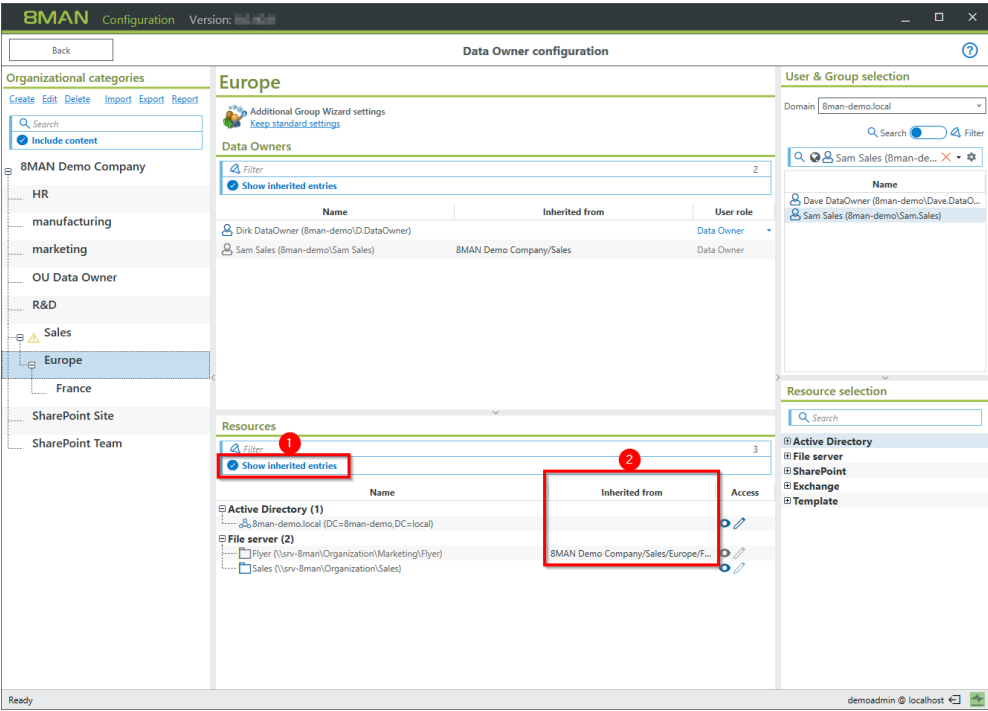 8MAN Configuration Version:
Back
Data Owner configuration
?
Organizational categories
Create Edit Delete Import Export Report
Search
Include content
8MAN Demo Company
HR
manufacturing
marketing
OU Data Owner
R&D
Sales
Europe
France
SharePoint Site
SharePoint Team
Europe
Additional Group Wizard settings
Keep standard settings
Data Owners
Filter 2
Show inherited entries
Name Inherited from User role
Dirk DataOwner (8man-demo\D.DataOwner) Data Owner
Sam Sales (8man-demo\Sam Sales) 8MAN Demo Company/Sales Data Owner
Resources
1
Filter 3
Show inherited entries
2
Name Inherited from Access
Active Directory (1)
8man-demo.local (DC=8man-demo,DC=local)
File server (2)
Flyer (\\srv-8man\Organization\Marketing\Flyer) 8MAN Demo Company/Sales/Europe/F...
Sales (\\srv-8man\Organization\Sales)
User & Group selection
Domain 8man-demo.local
Search Filter
Sam Sales (8man-de...
Name
Dave DataOwner (8man-demo\Dave.DataO...
Sam Sales (8man-demo\Sam.Sales)
Resource selection
Search
Active Directory
File server
SharePoint
Exchange
Template
Ready
demoadmin @ localhost